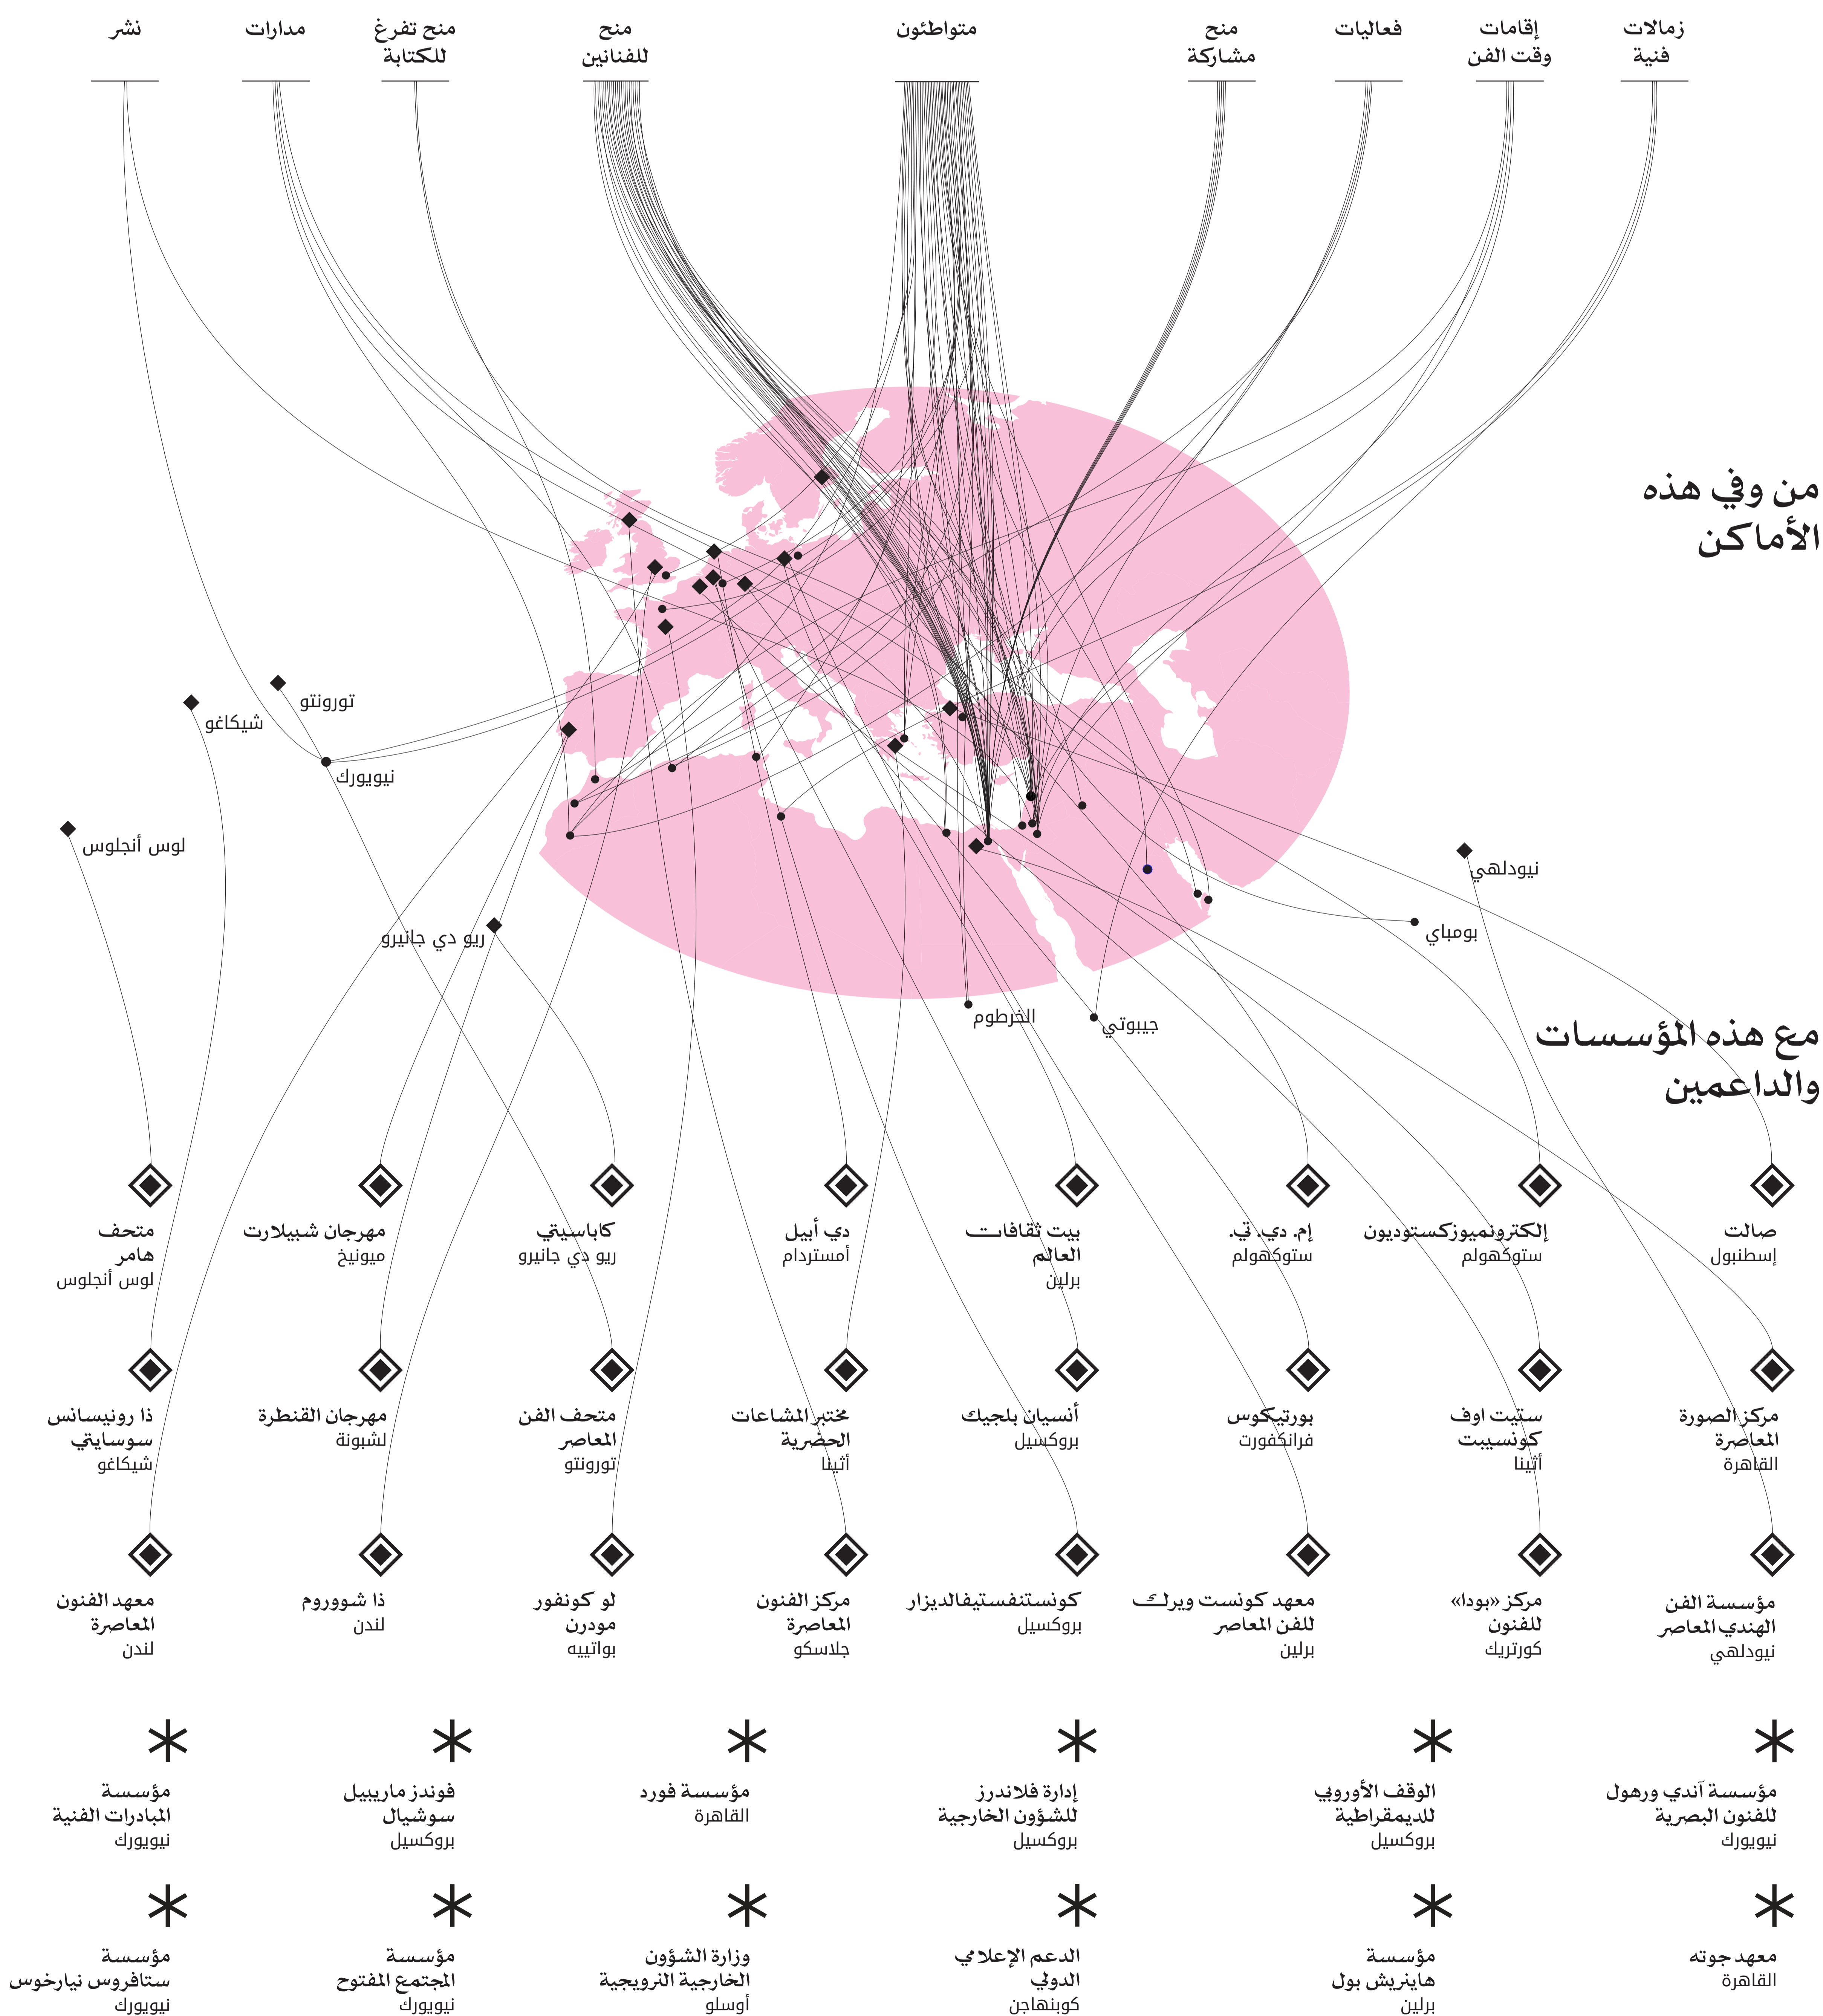 زمالات
فنية
إقامات
وقت الفن
فعاليات
منح
مشاركة
متواطئون
منح
للفنانين
منح تفرغ
للكتابة
مدارات
نشر
من وفي هذه
الأماكن
تورونتو
شيكاغو
نيويورك
لوس أنجلوس
نيودلهي
بومباي
ريو دي جانيرو
الخرطوم
جيبوتي
مع هذه المؤسسات
والداعمين
صالت
إسطنبول
إلكترونميوزكستوديون
ستوكهولم
إم. دي. تي.
ستوكهولم
بيت ثقافات
العالم
برلين
دي أبيل
أمستردام
كاباسيتي
ريو دي جانيرو
مهرجان شبيلارت
ميونيخ
متحف
هامر
لوس أنجلوس
مركز الصورة
المعاصرة
القاهرة
ستيت اوف
كونسيبت
أثينا
بورتيكوس
فرانكفورت
أنسيان بلجيك
بروكسيل
مختبر المشاعات
الحضرية
أثينا
متحف الفن
المعاصر
تورونتو
مهرجان القنطرة
لشبونة
ذا رونيسانس
سوسايتي
شيكاغو
مؤسسة الفن
الهندي المعاصر
نيودلهي
مركز «بودا»
للفنون
كورتريك
معهد كونست ويرك
للفن المعاصر
برلين
كونستنفستيفالديزار
بروكسيل
مركز الفنون
المعاصرة
جلاسكو
لو كونفور
مودرن
بواتييه
ذا شووروم
لندن
معهد الفنون
المعاصرة
لندن
مؤسسة آندي ورهول
للفنون البصرية
نيويورك
الوقف الأوروبي
للديمقراطية
بروكسيل
إدارة فلاندرز
للشؤون الخارجية
بروكسيل
مؤسسة فورد
القاهرة
فوندز ماريبيل
سوشيال
بروكسيل
مؤسسة
المبادرات الفنية
نيويورك
معهد جوته
القاهرة
مؤسسة
هاينريش بول
برلين
الدعم الإعلامي
الدولي
كوبنهاجن
وزارة الشؤون
الخارجية النرويجية
أوسلو
مؤسسة
المجتمع المفتوح
نيويورك
مؤسسة
ستافروس نيارخوس
نيويورك